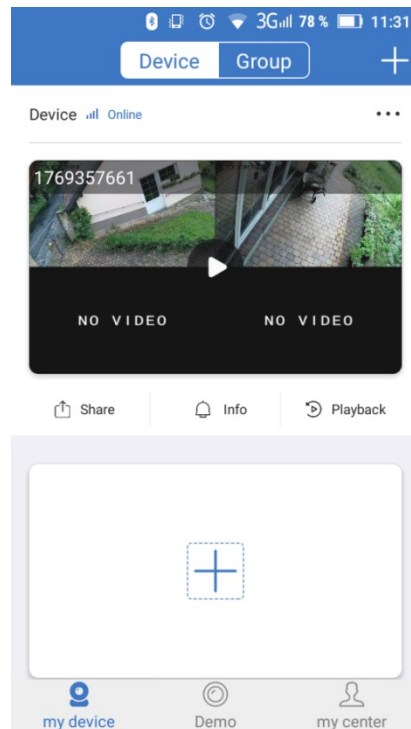 3G 78 % 11:31
Device Group
Device Online
1769357661
NO VIDEO NO VIDEO
Share Info Playback
my device Demo my center